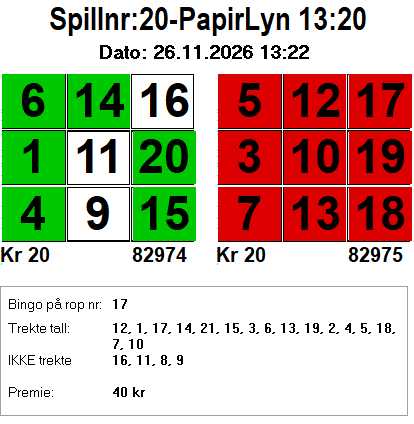 Spillnr:20-PapirLyn 13:20
Dato: 26.11.2026 13:22
6 14 16 5 12 17
1 11 20 3 10 19
4 9 15 7 13 18
Kr 20 82974 Kr 20 82975
Bingo på rop nr: 17
Trekte tall: 12, 1, 17, 14, 21, 15, 3, 6, 13, 19, 2, 4, 5, 18,
7, 10
IKKE trekte 16, 11, 8, 9
Premie: 40 kr